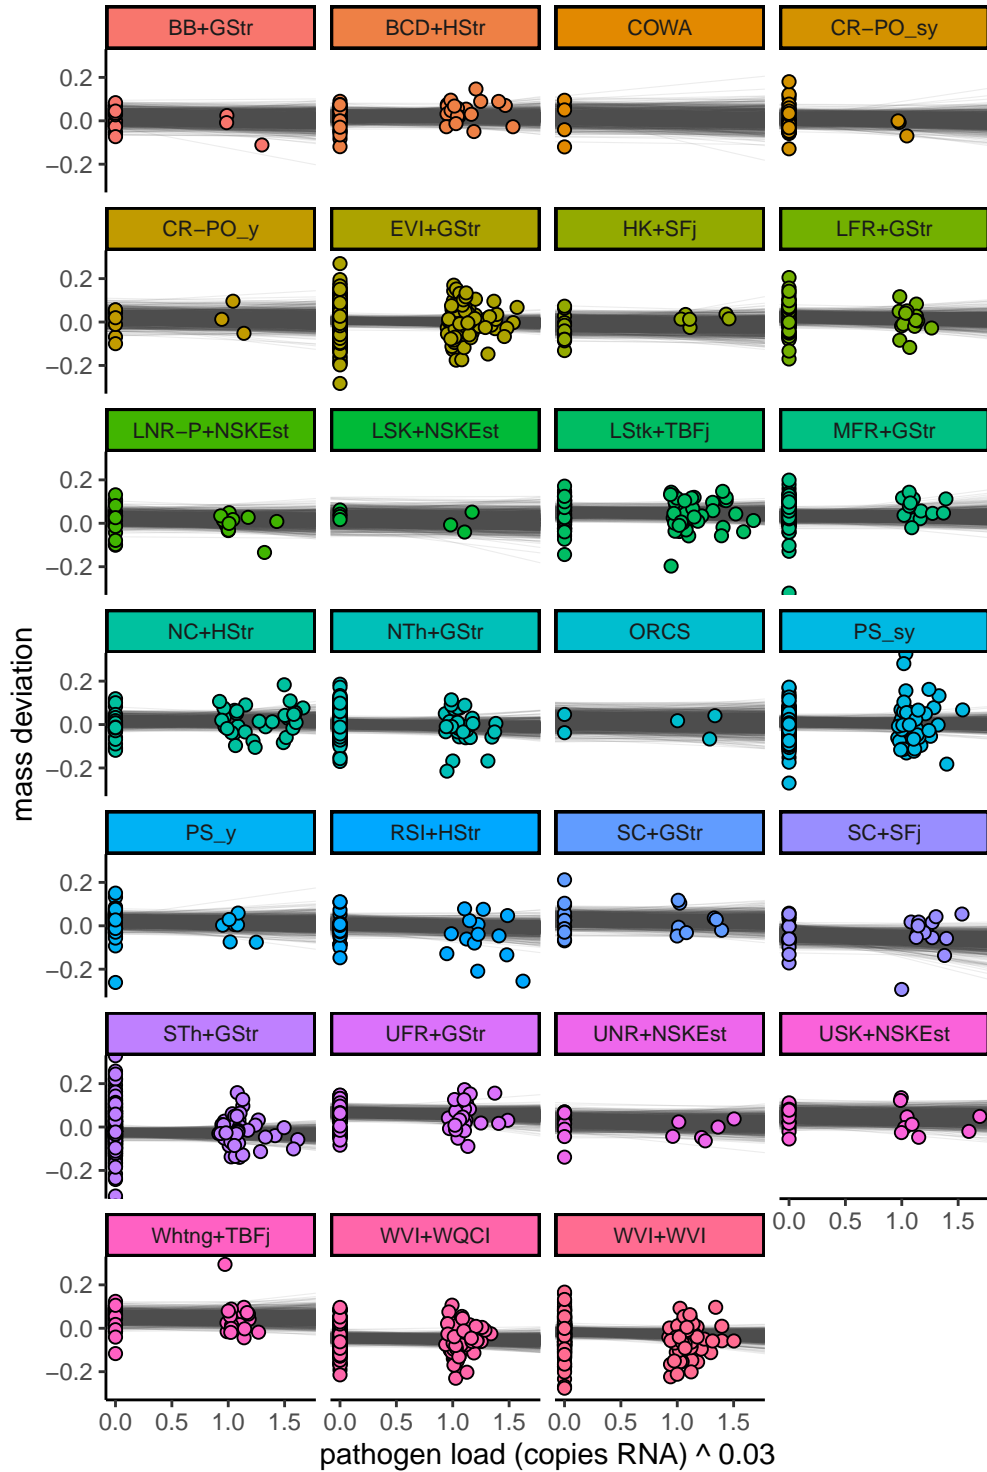 BB+GStr BCD+HStr COWA CR−PO_sy
0.2
0.0
−0.2
CR−PO_y EVI+GStr HK+SFj LFR+GStr
0.2
0.0
−0.2
LNR−P+NSKEst LSK+NSKEst LStk+TBFj MFR+GStr
0.2
0.0
−0.2
NC+HStr NTh+GStr ORCS PS_sy
0.2
0.0
−0.2
mass deviation
PS_y RSI+HStr SC+GStr SC+SFj
0.2
0.0
−0.2
STh+GStr UFR+GStr UNR+NSKEst USK+NSKEst
0.2
0.0
−0.2
0.0 0.5 1.0 1.5
Whtng+TBFj WVI+WQCI WVI+WVI
0.2
0.0
−0.2
0.0 0.5 1.0 1.5 0.0 0.5 1.0 1.5 0.0 0.5 1.0 1.5
pathogen load (copies RNA) ^ 0.03